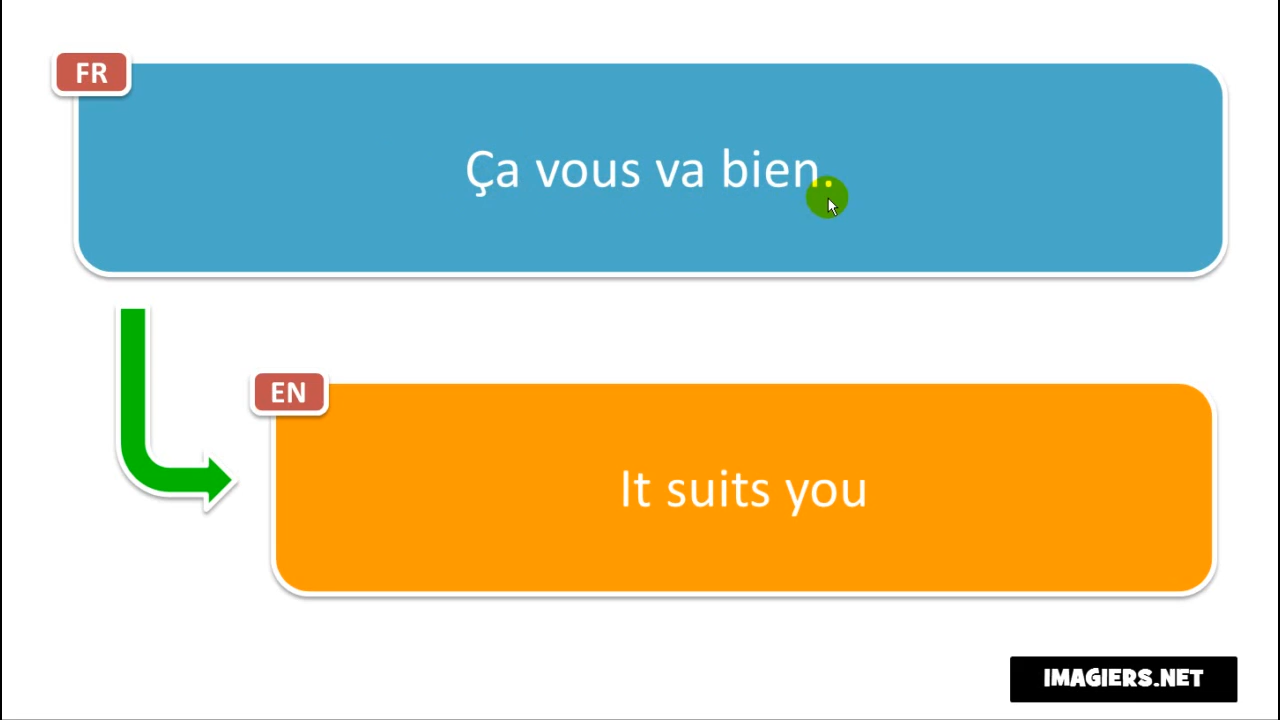 FR
Ça vous va bien.
EN
It suits you
IMAGIERS.NET